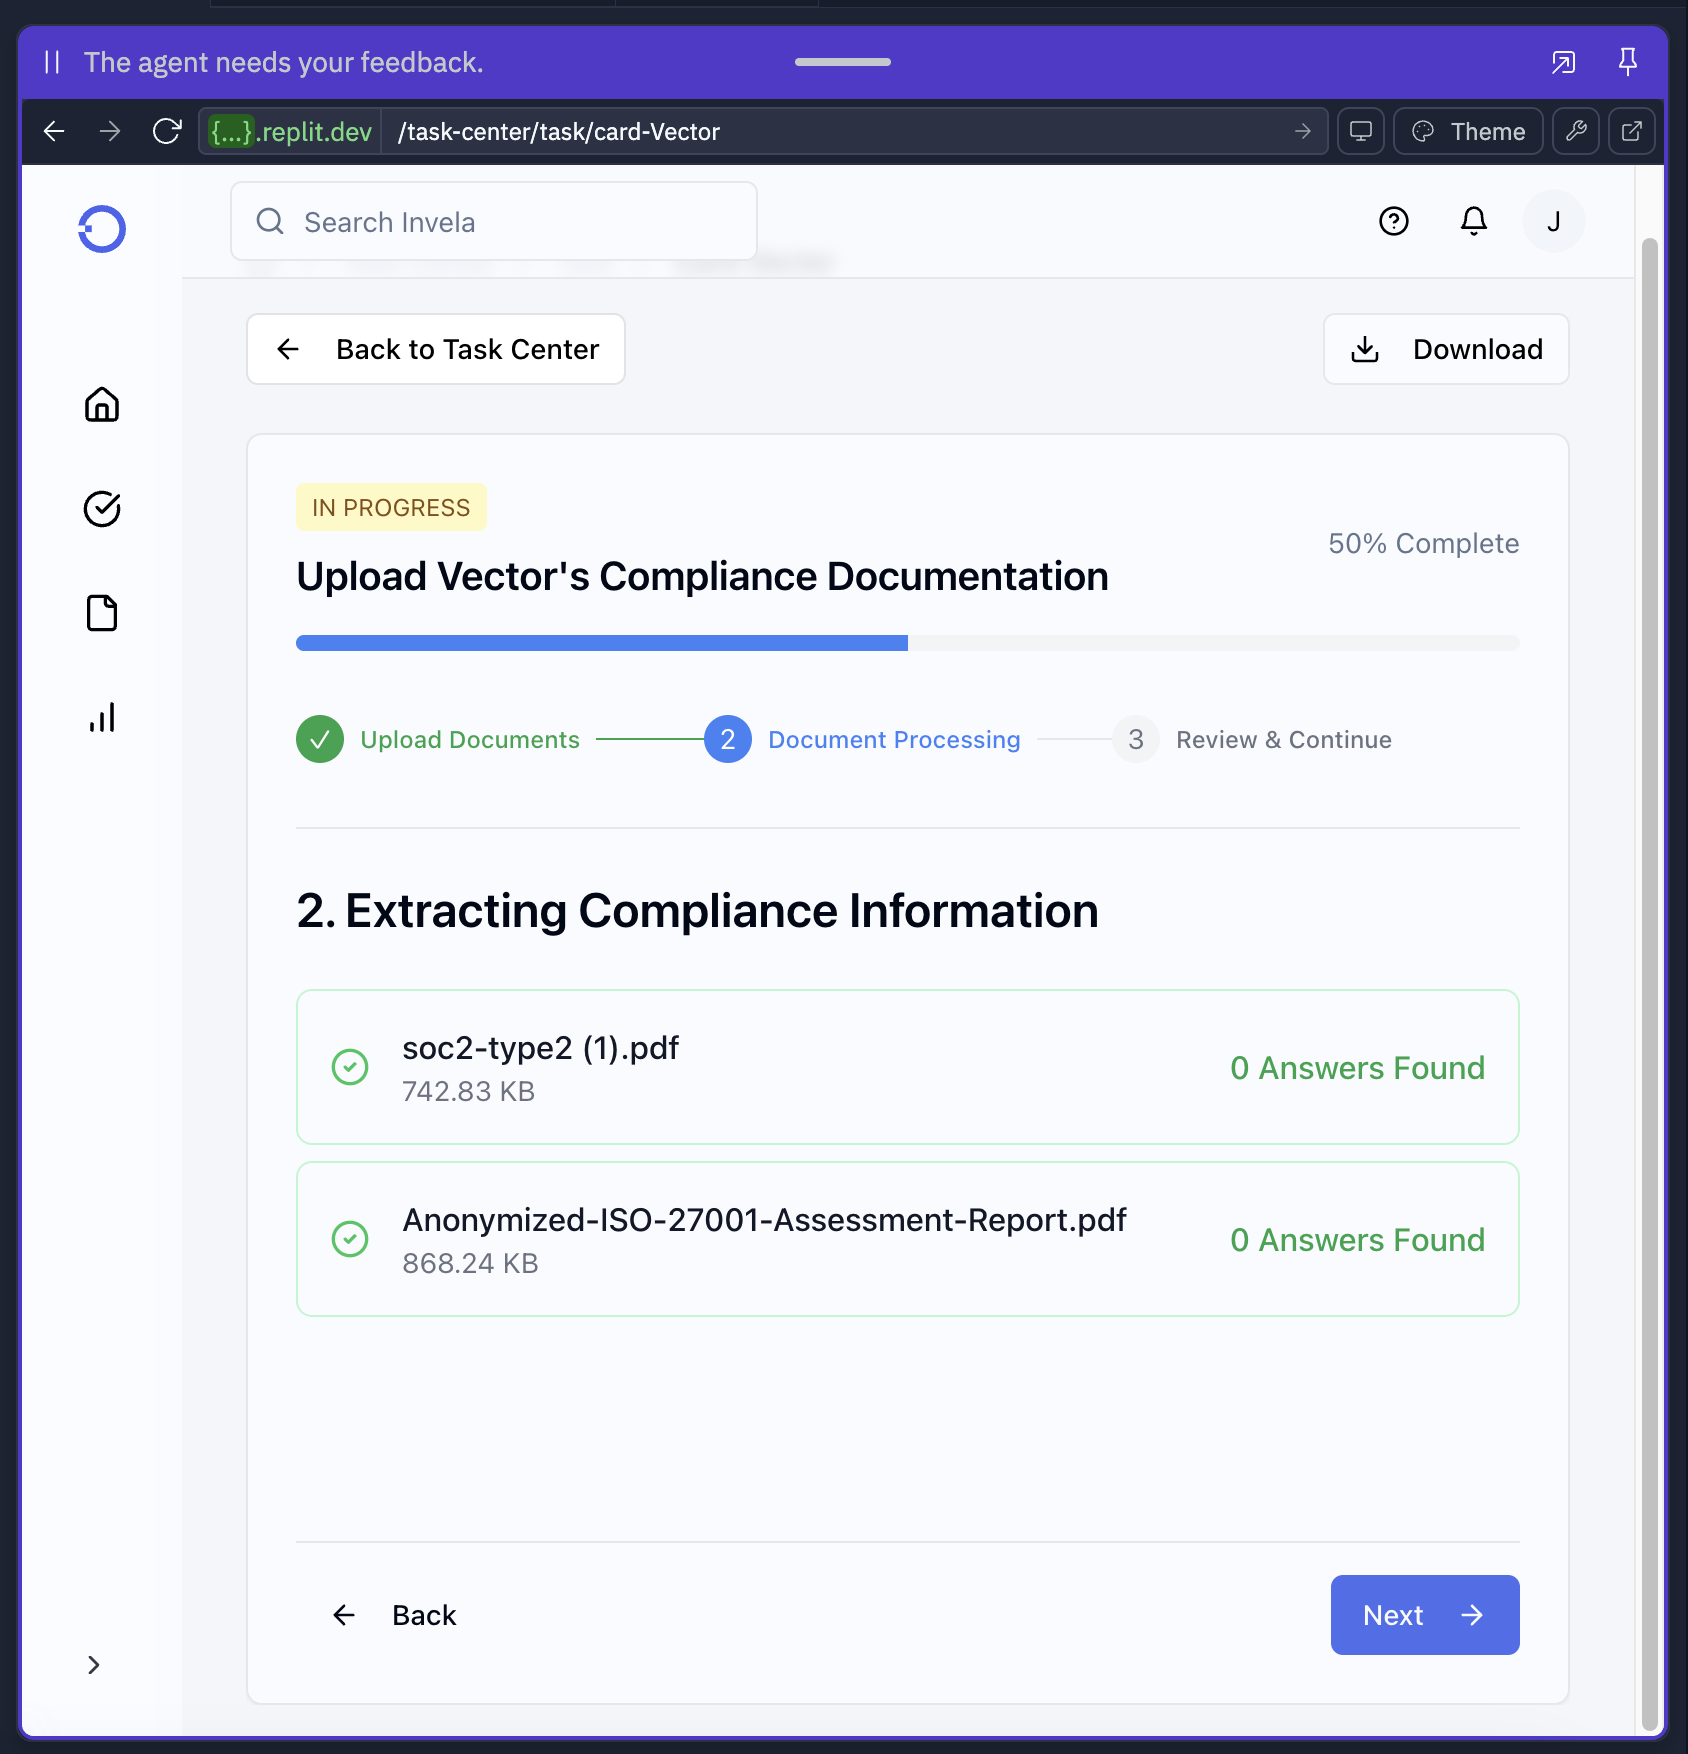 The agent needs your feedback.
{...}.replit.dev /task-center/task/card-Vector Theme
Search Invela
J
Back to Task Center
Download
IN PROGRESS
50% Complete
Upload Vector's Compliance Documentation
Upload Documents 2 Document Processing 3 Review & Continue
2. Extracting Compliance Information
soc2-type2 (1).pdf
742.83 KB
0 Answers Found
Anonymized-ISO-27001-Assessment-Report.pdf
868.24 KB
0 Answers Found
Back
Next